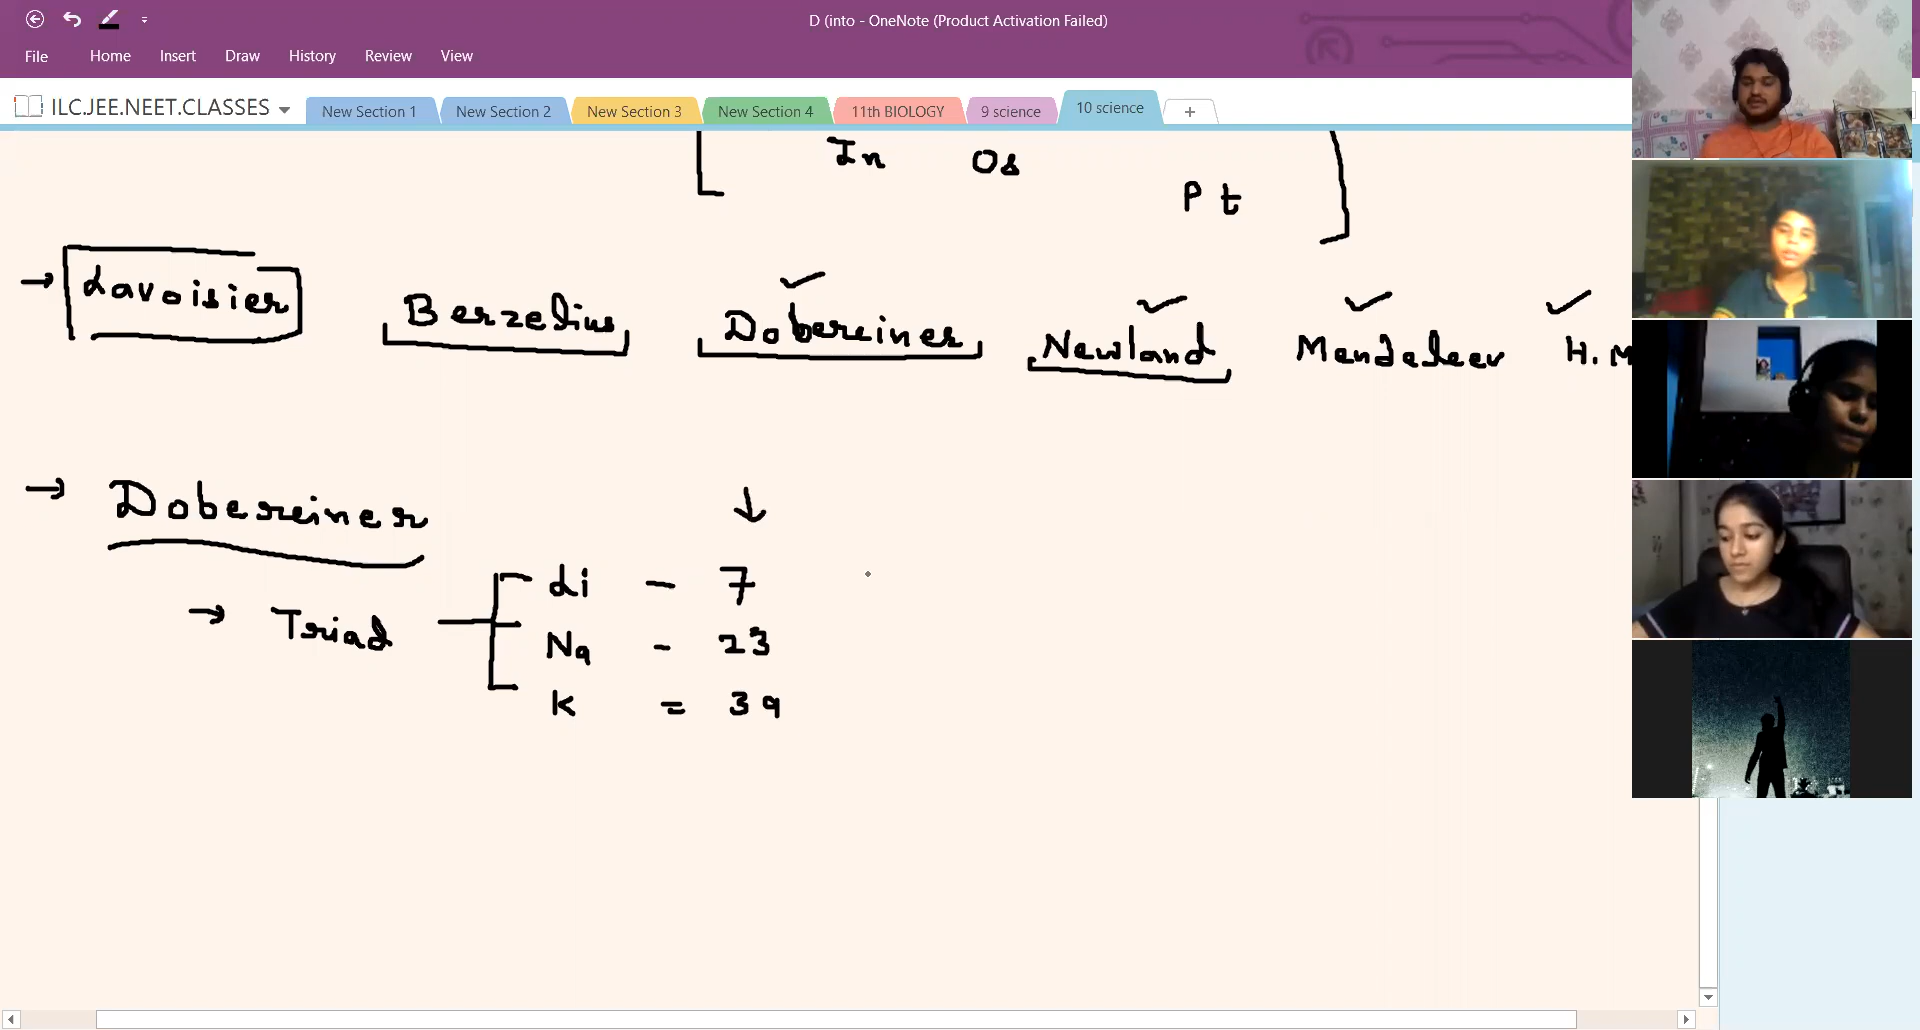 D (into - OneNote (Product Activation Failed)
File Home Insert Draw History Review View
ILC.JEE.NEET.CLASSES New Section 1 New Section 2 New Section 3 New Section 4 11th BIOLOGY 9 science 10 science +
In Os
Pt
→ Lavoisier Berzelius Dobereiner ✓ Newland ✓ Mendeleev ✓ H.M ✓
→ Dobereiner ↓
→ Triad
Li - 7
Na - 23
K = 39